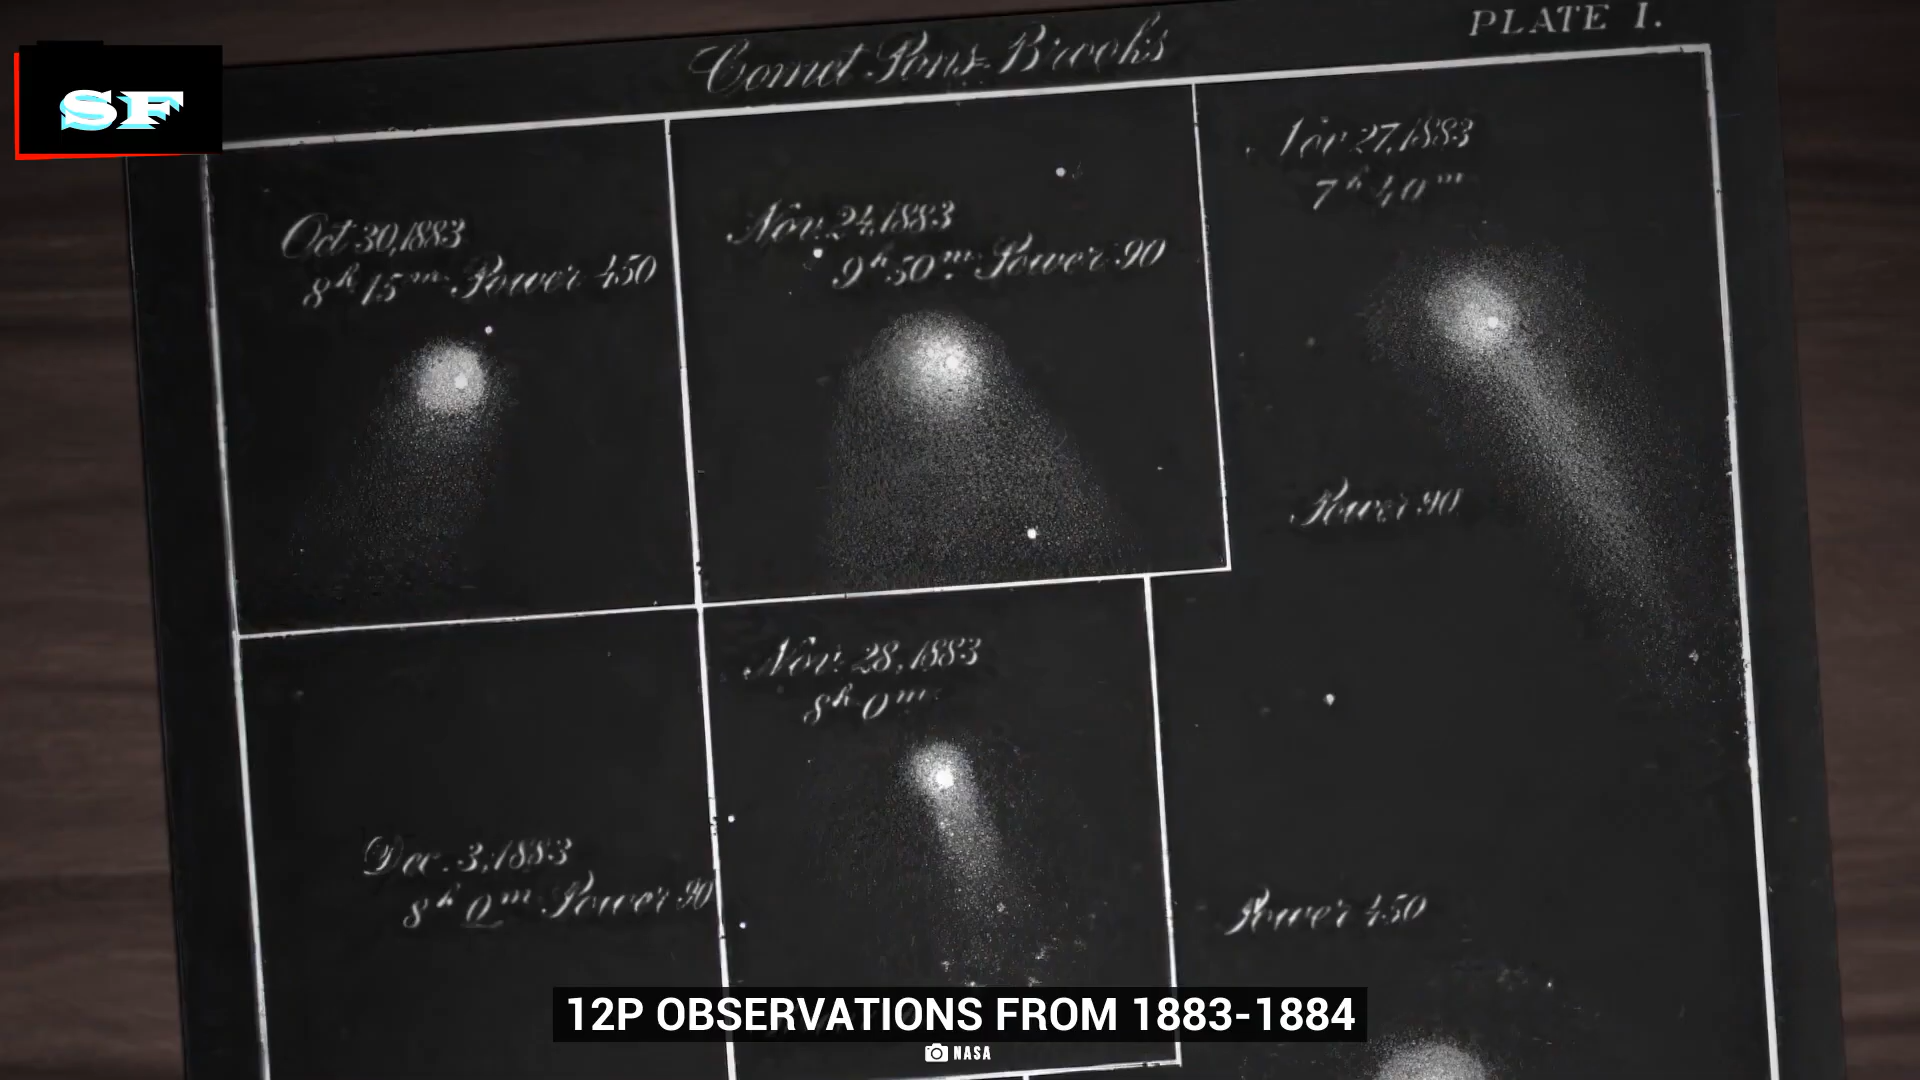 Comet Pons-Brooks
PLATE I.
SF
Oct 30, 1883
8h 15m Power 450
Nov. 24, 1883
9h 50m Power 90
Nov 27, 1883
7h 40m
Power 90
Nov. 28, 1883
8h 0m
Dec. 3, 1883
8h 0m Power 90
Power 450
12P OBSERVATIONS FROM 1883-1884
NASA